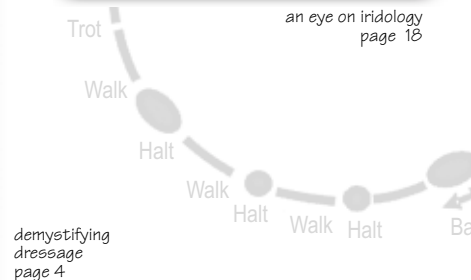 an eye on iridology
page 18
Trot
Walk
Halt
Walk
Halt
Walk
Halt
demystifying
dressage
page 4